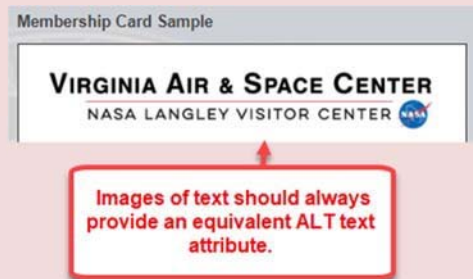 Membership Card Sample
VIRGINIA AIR & SPACE CENTER
NASA LANGLEY VISITOR CENTER NASA
Images of text should always
provide an equivalent ALT text
attribute.